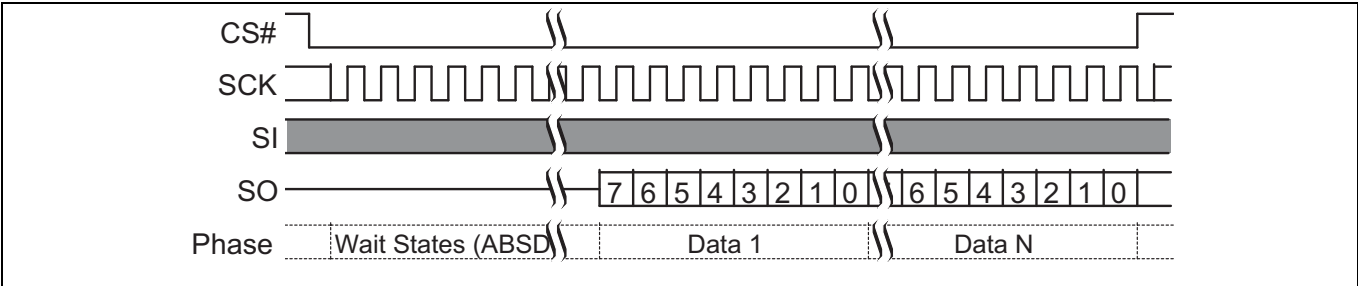 CS#
SCK
SI
SO 7 6 5 4 3 2 1 0 6 5 4 3 2 1 0
Phase Wait States (ABSD Data 1 Data N